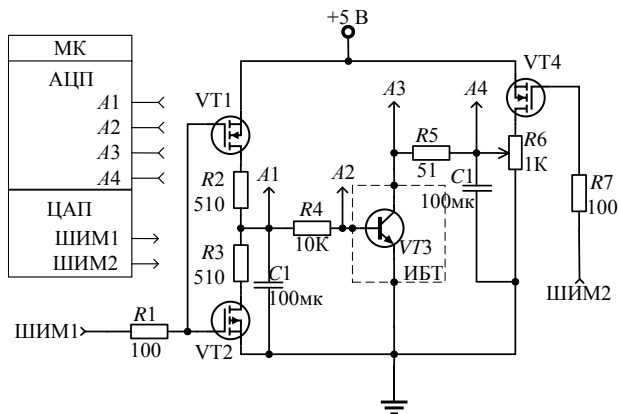 +5 В
МК
АЦП
A1
A2
A3
A4
ЦАП
ШИМ1
ШИМ2
VT1
A3
A4
VT4
R5
51
R6
1К
R2
510
A1
A2
C1
100мк
R7
100
R4
10К
VT3
ИБТ
R3
510
C1
100мк
ШИМ2
ШИМ1
R1
100
VT2